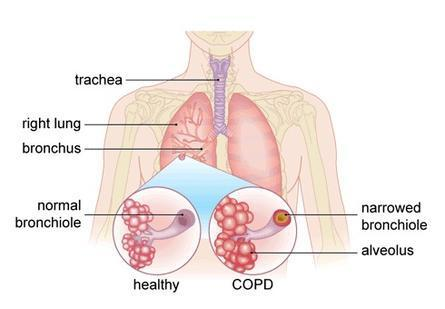 trachea
right lung
bronchus
normal
bronchiole
narrowed
bronchiole
alveolus
healthy
COPD